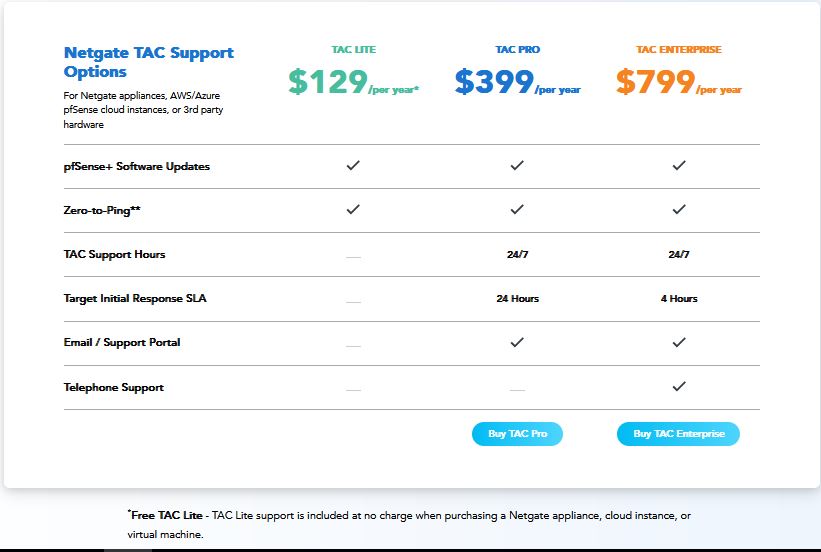 Netgate TAC Support
Options
For Netgate appliances, AWS/Azure
pfSense cloud instances, or 3rd party
hardware
TAC LITE
$129/per year*
TAC PRO
$399/per year
TAC ENTERPRISE
$799/per year
pfSense+ Software Updates ✓ ✓ ✓
Zero-to-Ping** ✓ ✓ ✓
TAC Support Hours — 24/7 24/7
Target Initial Response SLA — 24 Hours 4 Hours
Email / Support Portal — ✓ ✓
Telephone Support — — ✓
Buy TAC Pro Buy TAC Enterprise
*Free TAC Lite - TAC Lite support is included at no charge when purchasing a Netgate appliance, cloud instance, or
virtual machine.